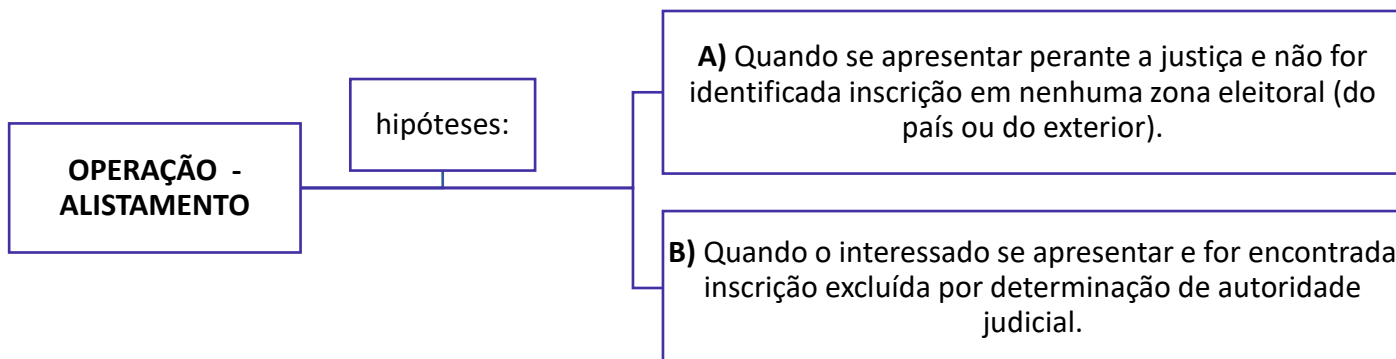 OPERAÇÃO -
ALISTAMENTO
hipóteses:
A) Quando se apresentar perante a justiça e não for
identificada inscrição em nenhuma zona eleitoral (do
país ou do exterior).
B) Quando o interessado se apresentar e for encontrada
inscrição excluída por determinação de autoridade
judicial.